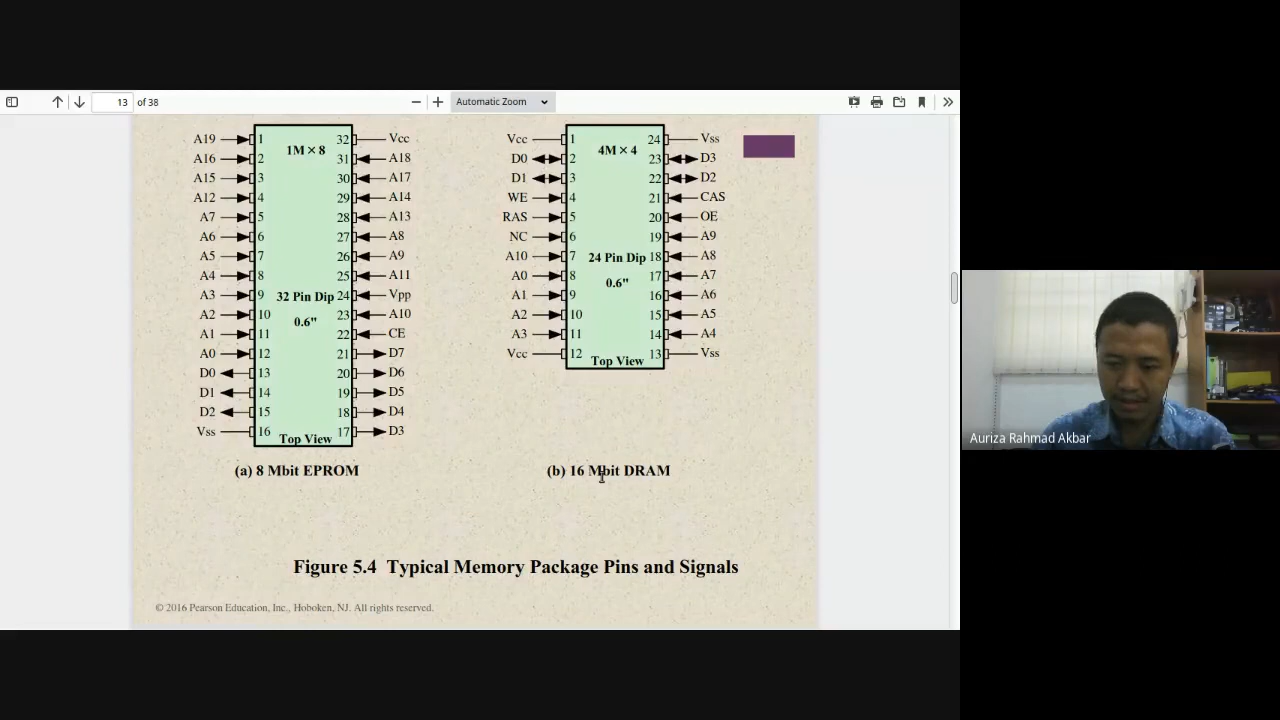 13 of 38 Automatic Zoom
A19 1 32 Vcc
1M × 8
A16 2 31 A18
A15 3 30 A17
A12 4 29 A14
A7 5 28 A13
A6 6 27 A8
A5 7 26 A9
A4 8 25 A11
A3 9 32 Pin Dip 24 Vpp
A2 10 23 A10
0.6"
A1 11 22 CE
A0 12 21 D7
D0 13 20 D6
D1 14 19 D5
D2 15 18 D4
Vss 16 17 D3
Top View
(a) 8 Mbit EPROM
Vcc 1 24 Vss
4M × 4
D0 2 23 D3
D1 3 22 D2
WE 4 21 CAS
RAS 5 20 OE
NC 6 19 A9
A10 7 24 Pin Dip 18 A8
A0 8 17 A7
0.6"
A1 9 16 A6
A2 10 15 A5
A3 11 14 A4
Vcc 12 13 Vss
Top View
(b) 16 Mbit DRAM
Figure 5.4 Typical Memory Package Pins and Signals
© 2016 Pearson Education, Inc., Hoboken, NJ. All rights reserved.
Auriza Rahmad Akbar